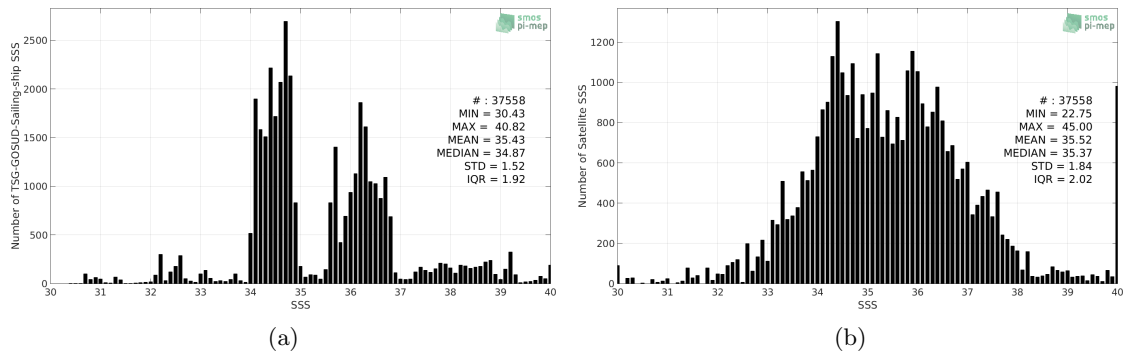 smos
pi-mep
2500
2000
1500
1000
500
0
Number of TSG-GOSUD-Sailing-ship SSS
# : 37558
MIN = 30.43
MAX = 40.82
MEAN = 35.43
MEDIAN = 34.87
STD = 1.52
IQR = 1.92
30 31 32 33 34 35 36 37 38 39 40
SSS
(a)
smos
pi-mep
1200
1000
800
600
400
200
0
Number of Satellite SSS
# : 37558
MIN = 22.75
MAX = 45.00
MEAN = 35.52
MEDIAN = 35.37
STD = 1.84
IQR = 2.02
30 31 32 33 34 35 36 37 38 39 40
SSS
(b)